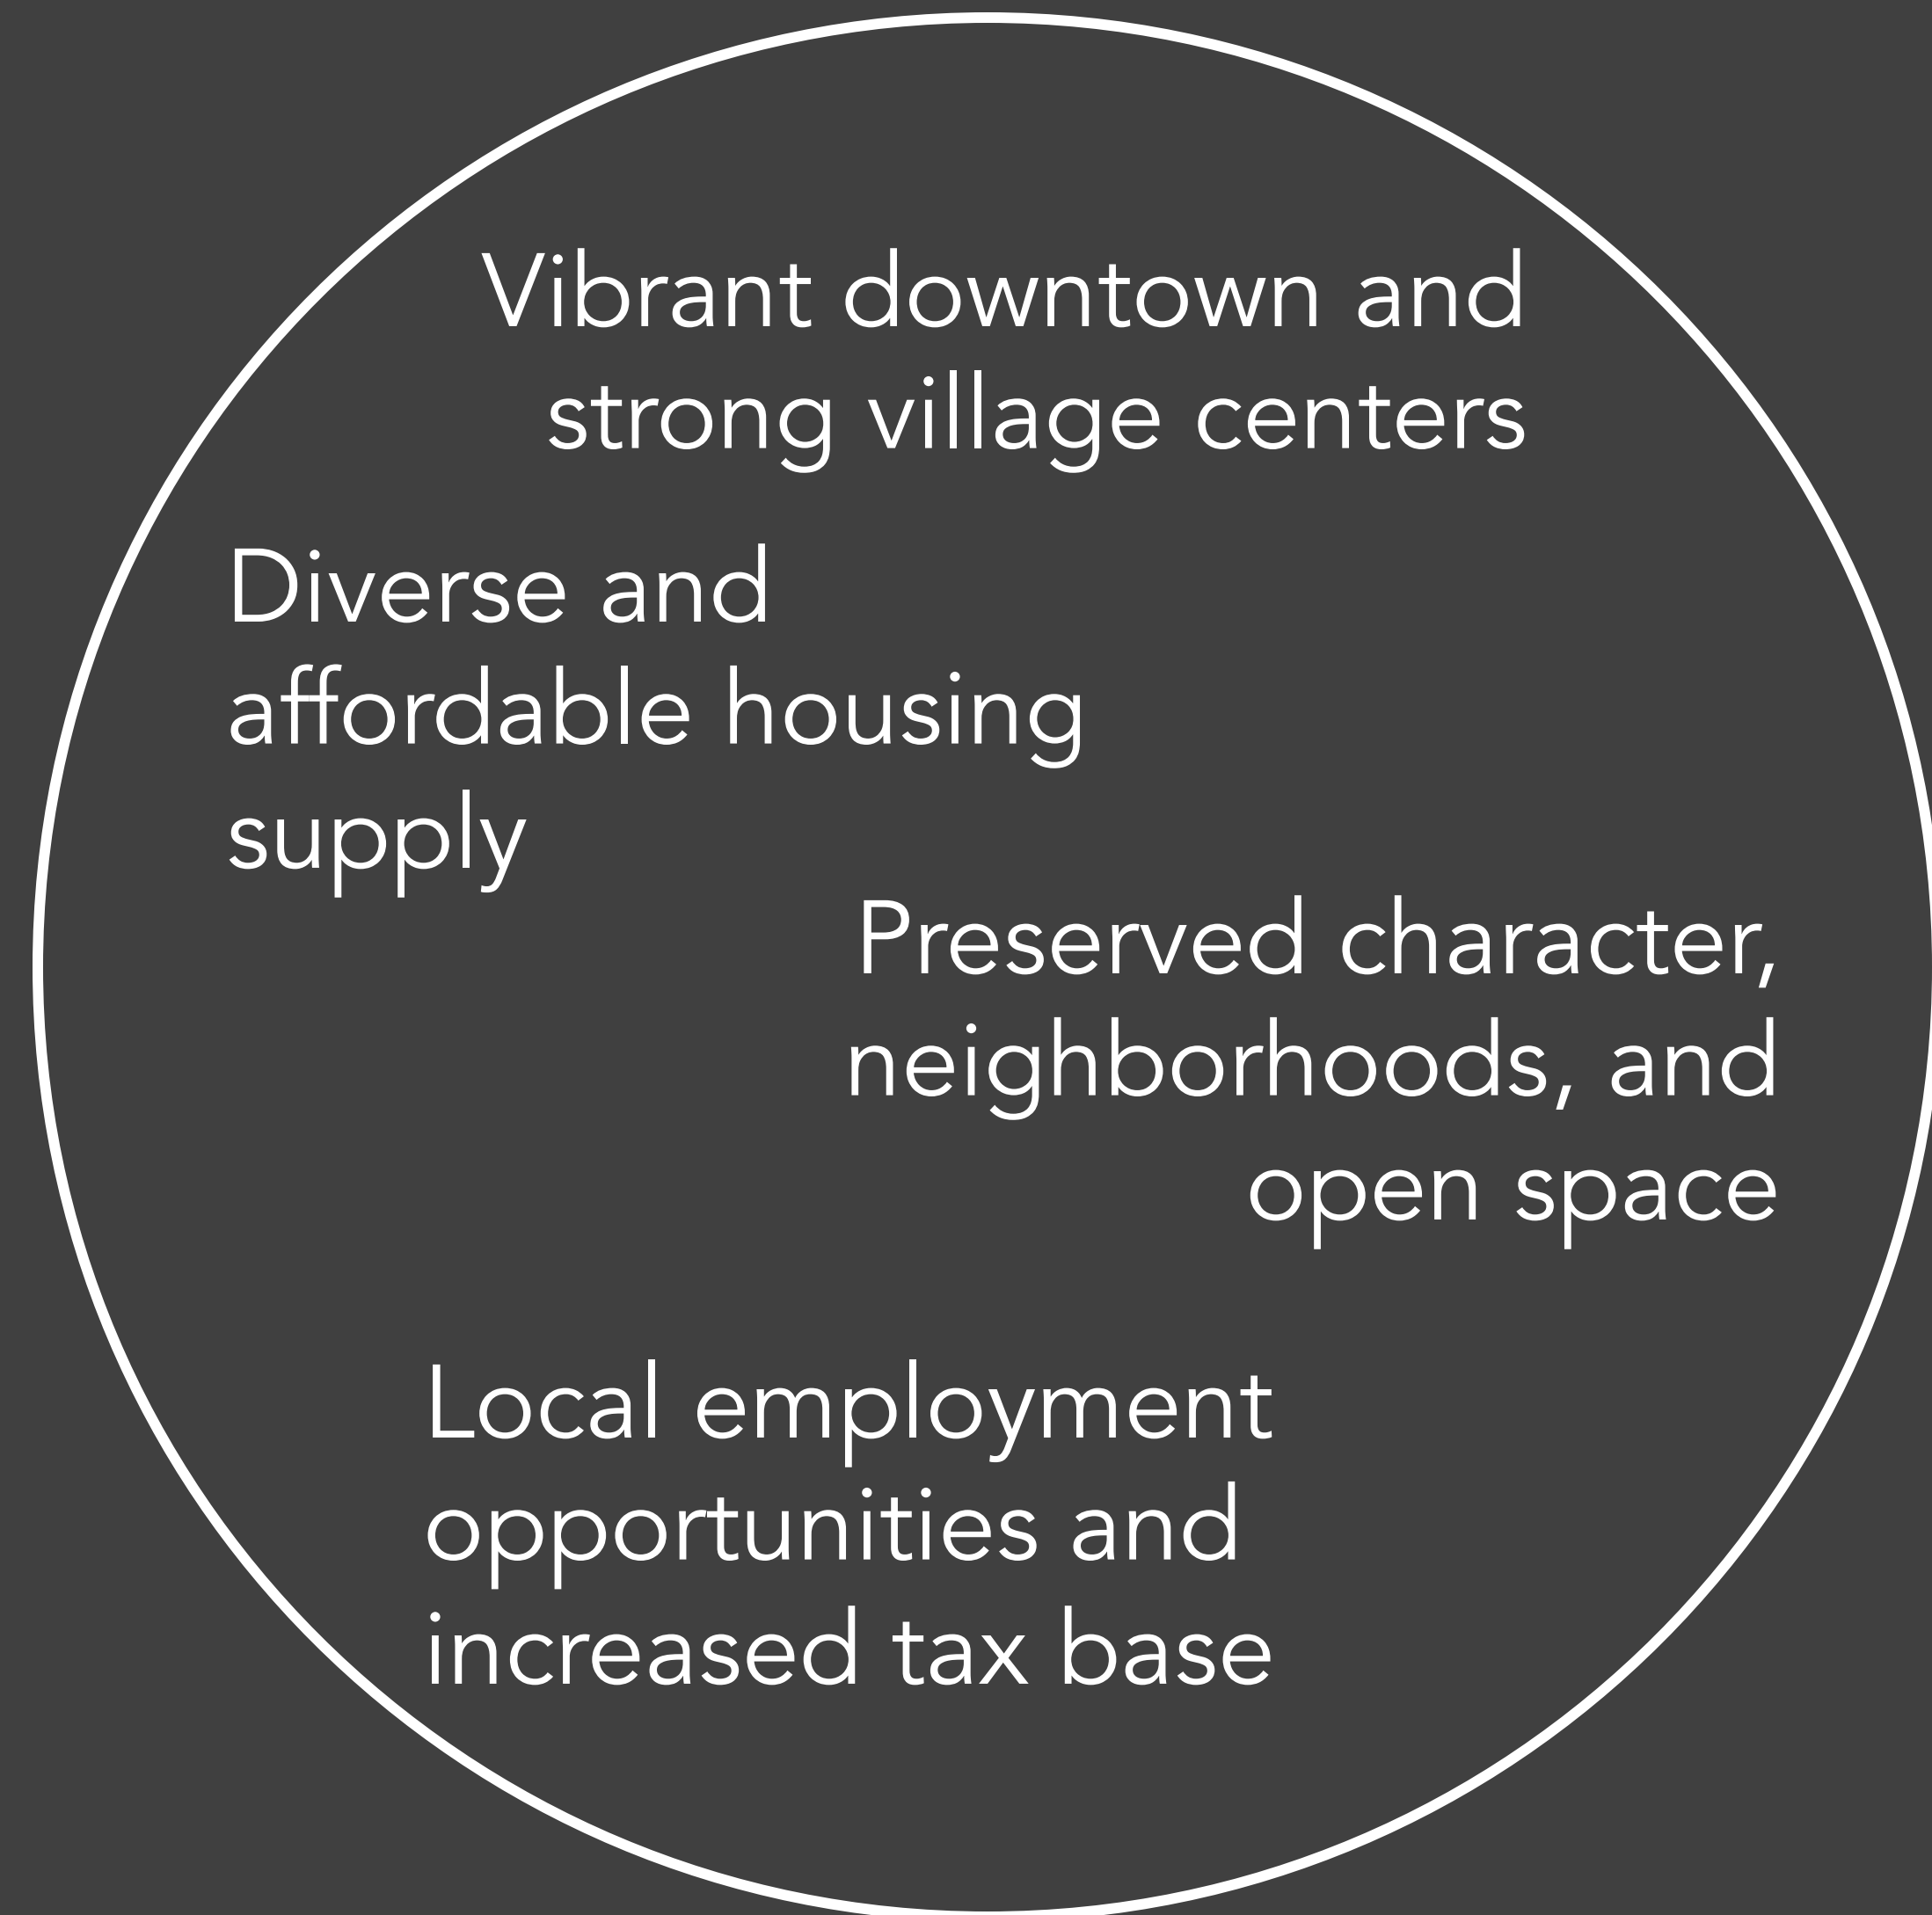 Vibrant downtown and
strong village centers
Diverse and
affordable housing
supply
Preserved character,
neighborhoods, and
open space
Local employment
opportunities and
increased tax base